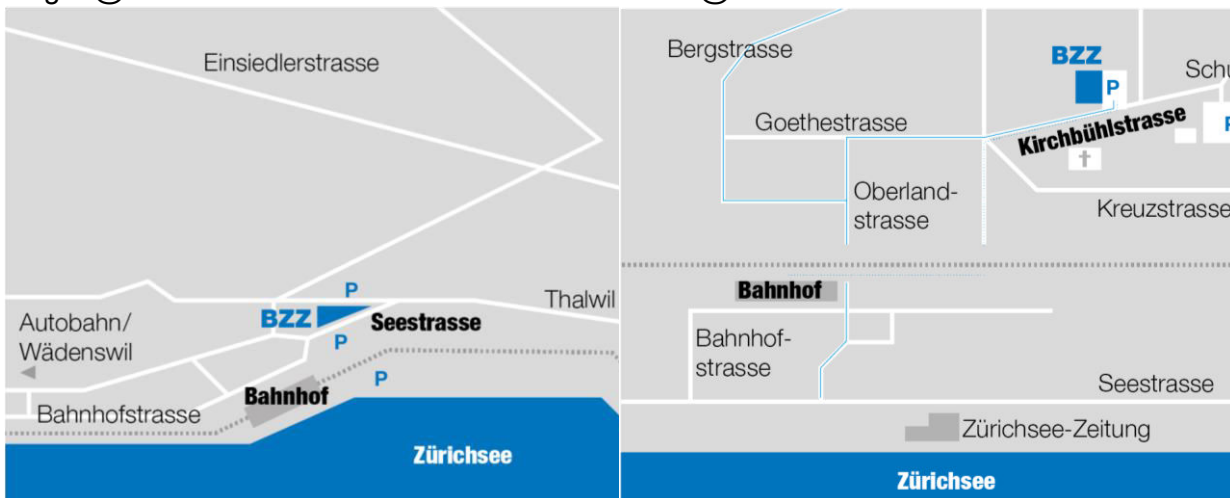 Einsiedlerstrasse
P
Thalwil
BZZ
Seestrasse
Autobahn/
Wädenswil
P
P
Bahnhof
Bahnhofstrasse
Zürichsee
Bergstrasse
BZZ
P
Goethestrasse
Kirchbühlstrasse
Oberland-
strasse
Kreuzstrasse
Bahnhof
Bahnhof-
strasse
Seestrasse
Zürichsee-Zeitung
Zürichsee